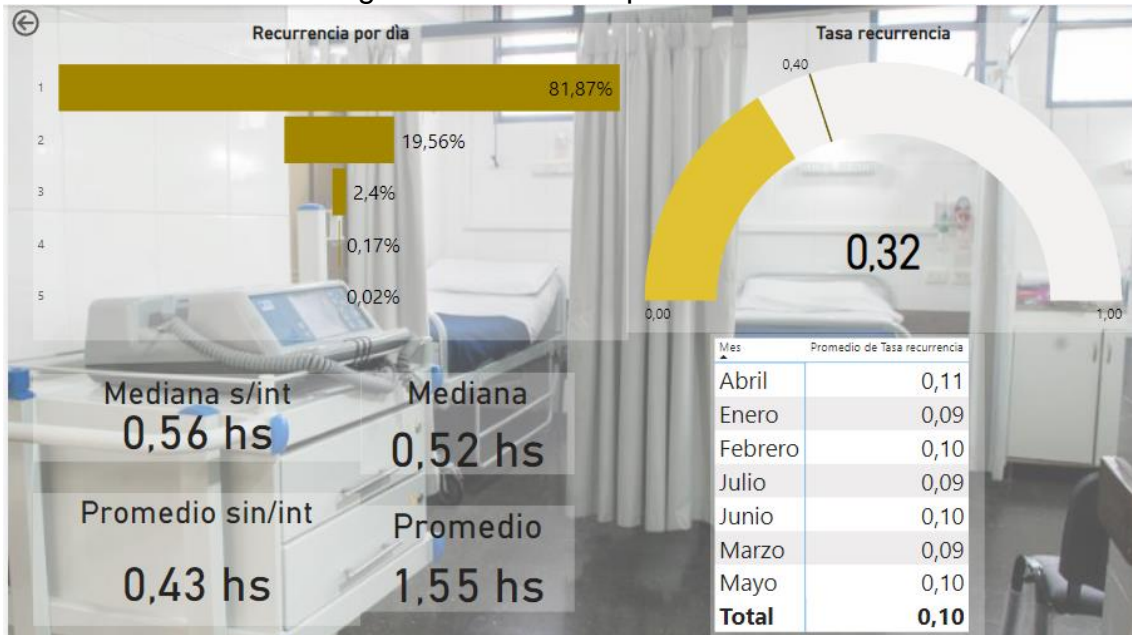 Recurrencia por dìa
1 81,87%
2 19,56%
3 2,4%
4 0,17%
5 0,02%
Tasa recurrencia
0,40
0,32
0,00 1,00
Mediana s/int
0,56 hs
Mediana
0,52 hs
Promedio sin/int
0,43 hs
Promedio
1,55 hs
Mes Promedio de Tasa recurrencia
Abril 0,11
Enero 0,09
Febrero 0,10
Julio 0,09
Junio 0,10
Marzo 0,09
Mayo 0,10
Total 0,10